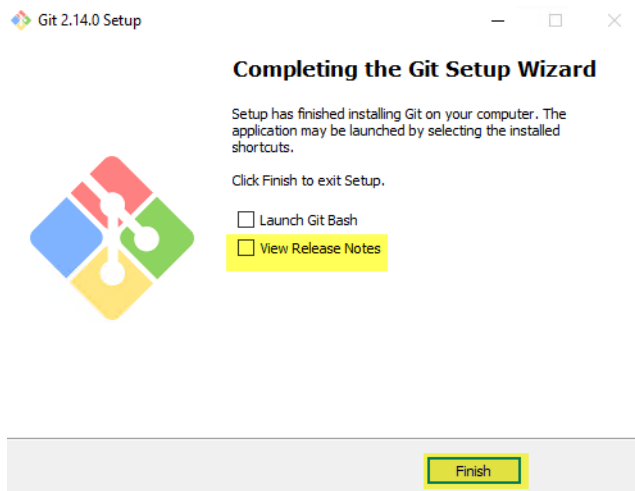 Git 2.14.0 Setup
Completing the Git Setup Wizard
Setup has finished installing Git on your computer. The
application may be launched by selecting the installed
shortcuts.
Click Finish to exit Setup.
Launch Git Bash
View Release Notes
Finish